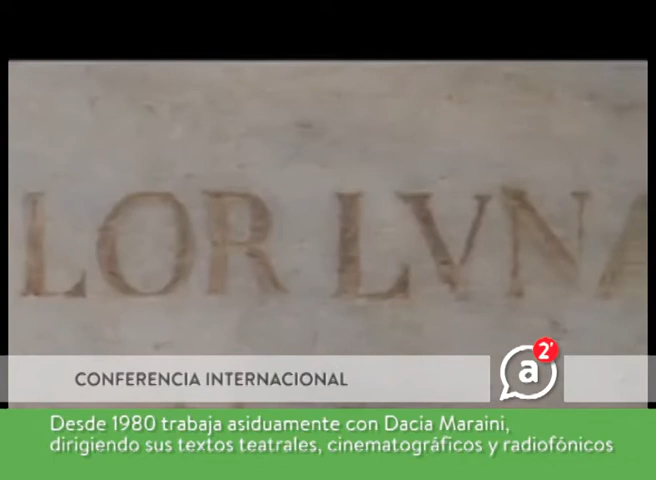 LOR LVNA
CONFERENCIA INTERNACIONAL
a 2'
Desde 1980 trabaja asiduamente con Dacia Maraini,
dirigiendo sus textos teatrales, cinematográficos y radiofónicos